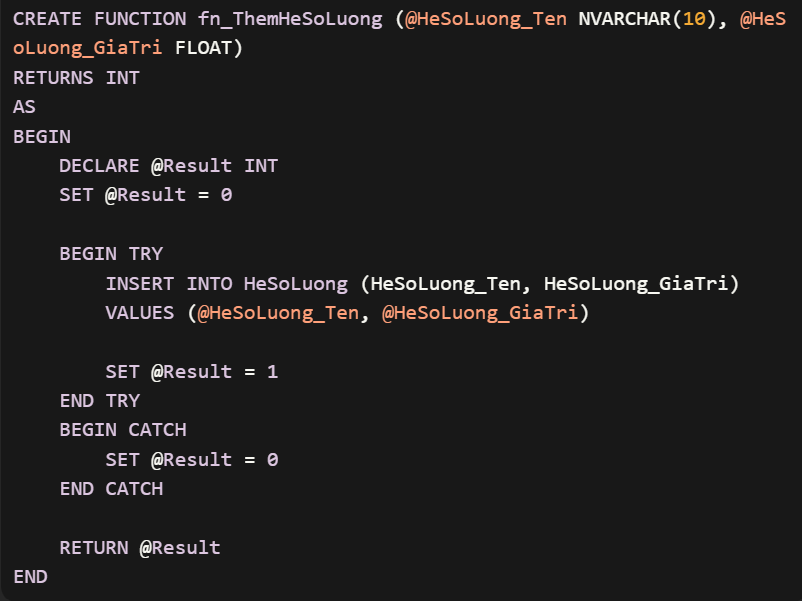 CREATE FUNCTION fn_ThemHeSoLuong (@HeSoLuong_Ten NVARCHAR(10), @HeS
oLuong_GiaTri FLOAT)
RETURNS INT
AS
BEGIN
    DECLARE @Result INT
    SET @Result = 0

    BEGIN TRY
        INSERT INTO HeSoLuong (HeSoLuong_Ten, HeSoLuong_GiaTri)
        VALUES (@HeSoLuong_Ten, @HeSoLuong_GiaTri)

        SET @Result = 1
    END TRY
    BEGIN CATCH
        SET @Result = 0
    END CATCH

    RETURN @Result
END